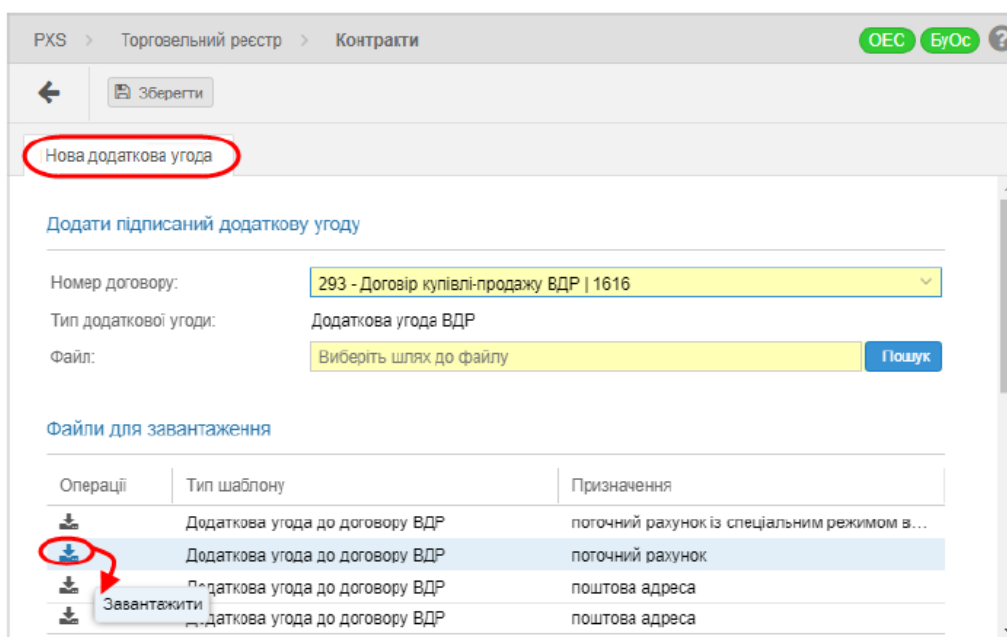 PXS > Торговельний реєстр > Контракти ОЕС БуОс ?
Зберегти
Нова додаткова угода
Додати підписаний додаткову угоду
Номер договору: 293 - Договір купівлі-продажу ВДР | 1616
Тип додаткової угоди: Додаткова угода ВДР
Файл: Виберіть шлях до файлу Пошук
Файли для завантаження
Операції Тип шаблону Призначення
Додаткова угода до договору ВДР поточний рахунок із спеціальним режимом в...
Додаткова угода до договору ВДР поточний рахунок
Додаткова угода до договору ВДР поштова адреса
Завантажити
Додаткова угода до договору ВДР поштова адреса